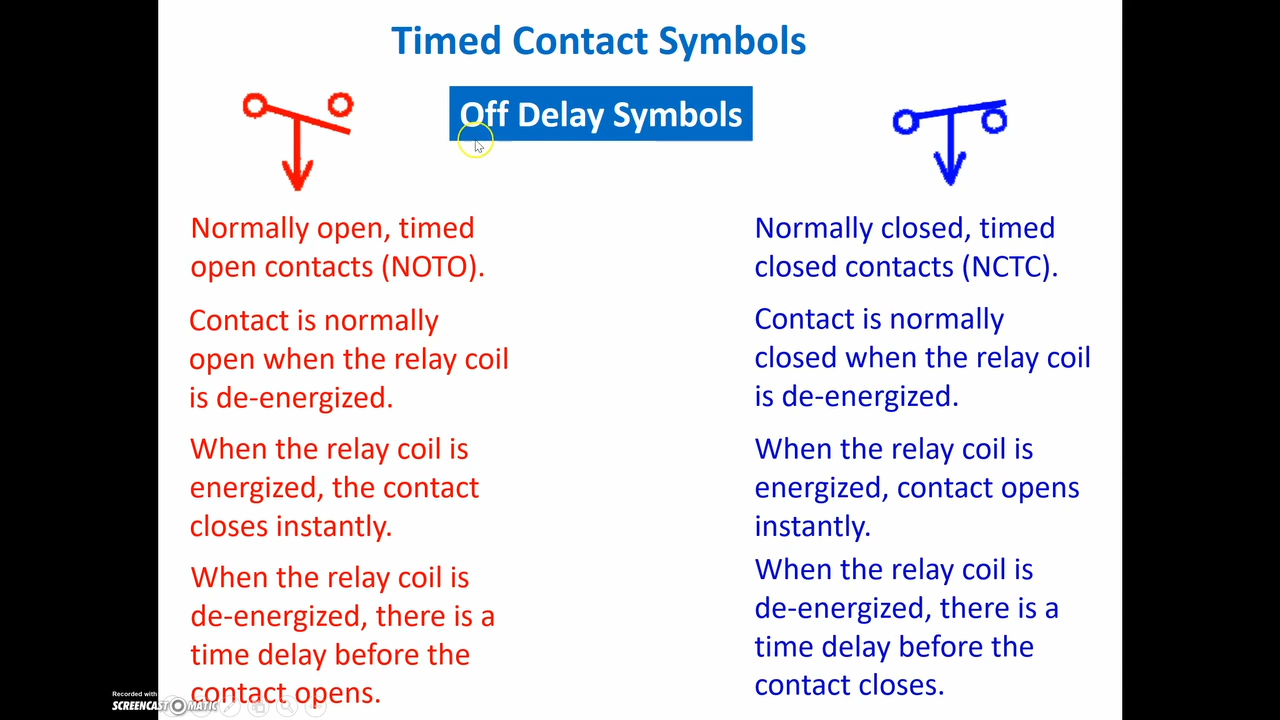 Timed Contact Symbols
Off Delay Symbols
Normally open, timed
open contacts (NOTO).
Contact is normally
open when the relay coil
is de-energized.
When the relay coil is
energized, the contact
closes instantly.
When the relay coil is
de-energized, there is a
time delay before the
contact opens.
Normally closed, timed
closed contacts (NCTC).
Contact is normally
closed when the relay coil
is de-energized.
When the relay coil is
energized, contact opens
instantly.
When the relay coil is
de-energized, there is a
time delay before the
contact closes.
Recorded with
SCREENCAST-O-MATIC